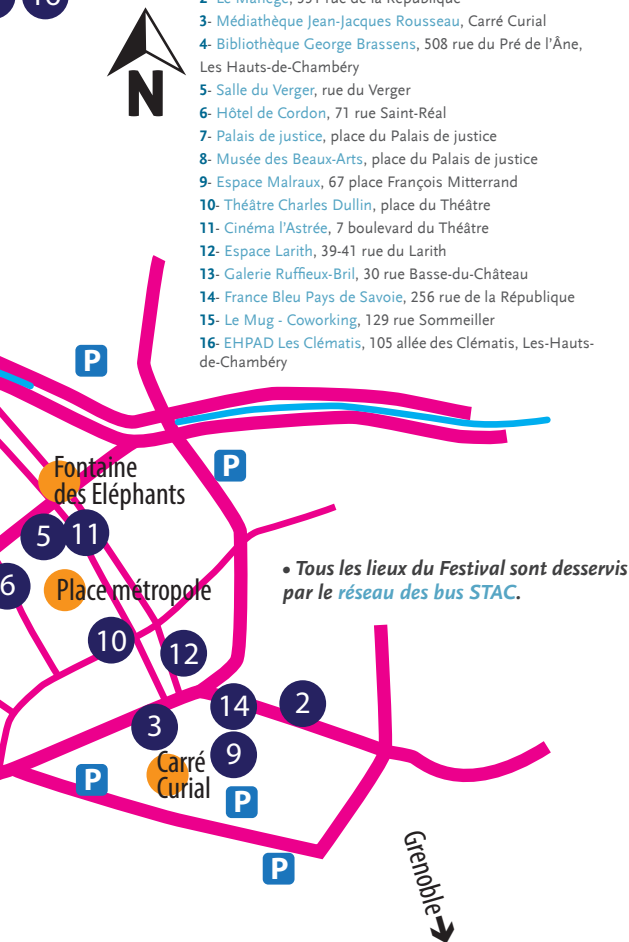 16
3- Médiathèque Jean-Jacques Rousseau, Carré Curial
4- Bibliothèque George Brassens, 508 rue du Pré de l'Âne,
Les Hauts-de-Chambéry
5- Salle du Verger, rue du Verger
6- Hôtel de Cordon, 71 rue Saint-Réal
7- Palais de justice, place du Palais de justice
8- Musée des Beaux-Arts, place du Palais de justice
9- Espace Malraux, 67 place François Mitterrand
10- Théâtre Charles Dullin, place du Théâtre
11- Cinéma l'Astrée, 7 boulevard du Théâtre
12- Espace Larith, 39-41 rue du Larith
13- Galerie Ruffieux-Bril, 30 rue Basse-du-Château
14- France Bleu Pays de Savoie, 256 rue de la République
15- Le Mug - Coworking, 129 rue Sommeiller
16- EHPAD Les Clématis, 105 allée des Clématis, Les-Hauts-
de-Chambéry
N
P
P
Fontaine
des Eléphants
5 11
• Tous les lieux du Festival sont desservis
par le réseau des bus STAC.
6 Place métropole
10
12
14 2
3
9
Carré
Curial
P
P
P
Grenoble